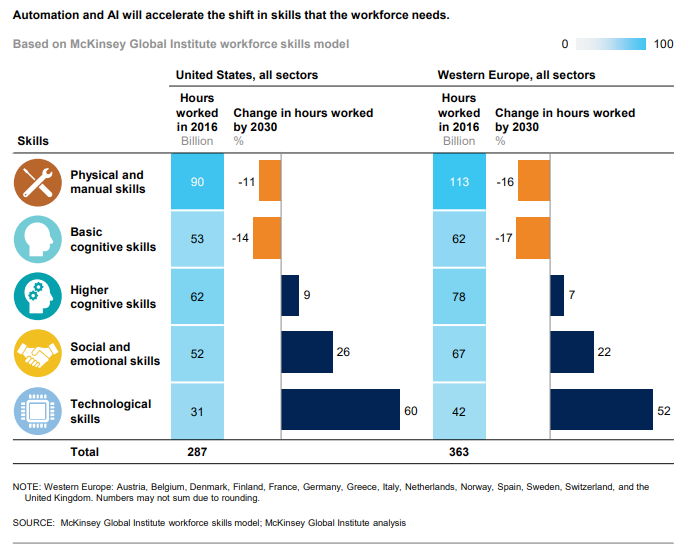 Automation and AI will accelerate the shift in skills that the workforce needs.
Based on McKinsey Global Institute workforce skills model
0 100
United States, all sectors Western Europe, all sectors
Skills
Hours
worked
in 2016
Billion
Change in hours worked
by 2030
%
Hours
worked
in 2016
Billion
Change in hours worked
by 2030
%
Physical and
manual skills
90 -11 113 -16
Basic
cognitive skills
53 -14 62 -17
Higher
cognitive skills
62 9 78 7
Social and
emotional skills
52 26 67 22
Technological
skills
31 60 42 52
Total 287 363
NOTE: Western Europe: Austria, Belgium, Denmark, Finland, France, Germany, Greece, Italy, Netherlands, Norway, Spain, Sweden, Switzerland, and the
United Kingdom. Numbers may not sum due to rounding.
SOURCE: McKinsey Global Institute workforce skills model; McKinsey Global Institute analysis